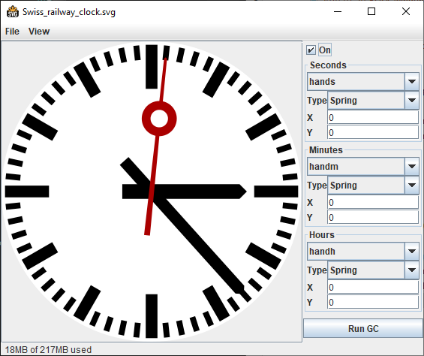 Swiss_railway_clock.svg
File View
On
Seconds
hands
Type Spring
X 0
Y 0
Minutes
handm
Type Spring
X 0
Y 0
Hours
handh
Type Spring
X 0
Y 0
Run GC
18MB of 217MB used